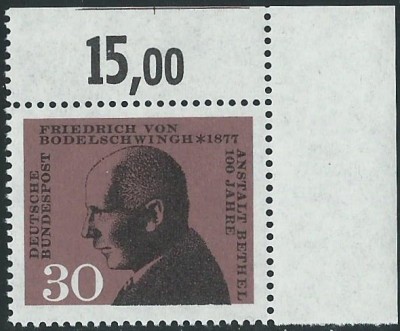 15,00
FRIEDRICH VON
BODELSCHWINGH*1877
ANSTALT BETHEL
100 JAHRE
DEUTSCHE
BUNDESPOST
30